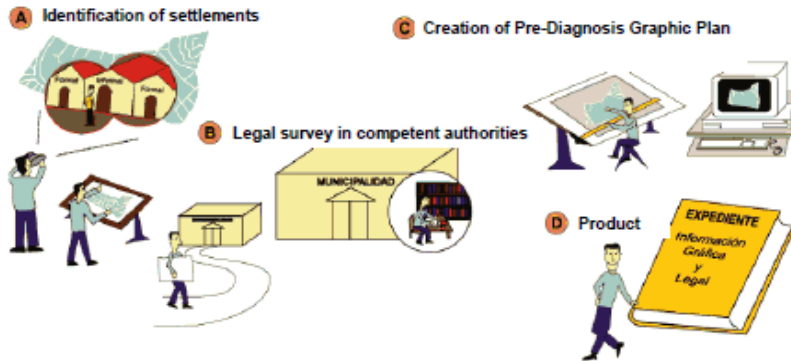 A Identification of settlements
Formal
Informal
Formal
B Legal survey in competent authorities
MUNICIPALIDAD
C Creation of Pre-Diagnosis Graphic Plan
D Product
EXPEDIENTE
Información
Gráfica
y
Legal